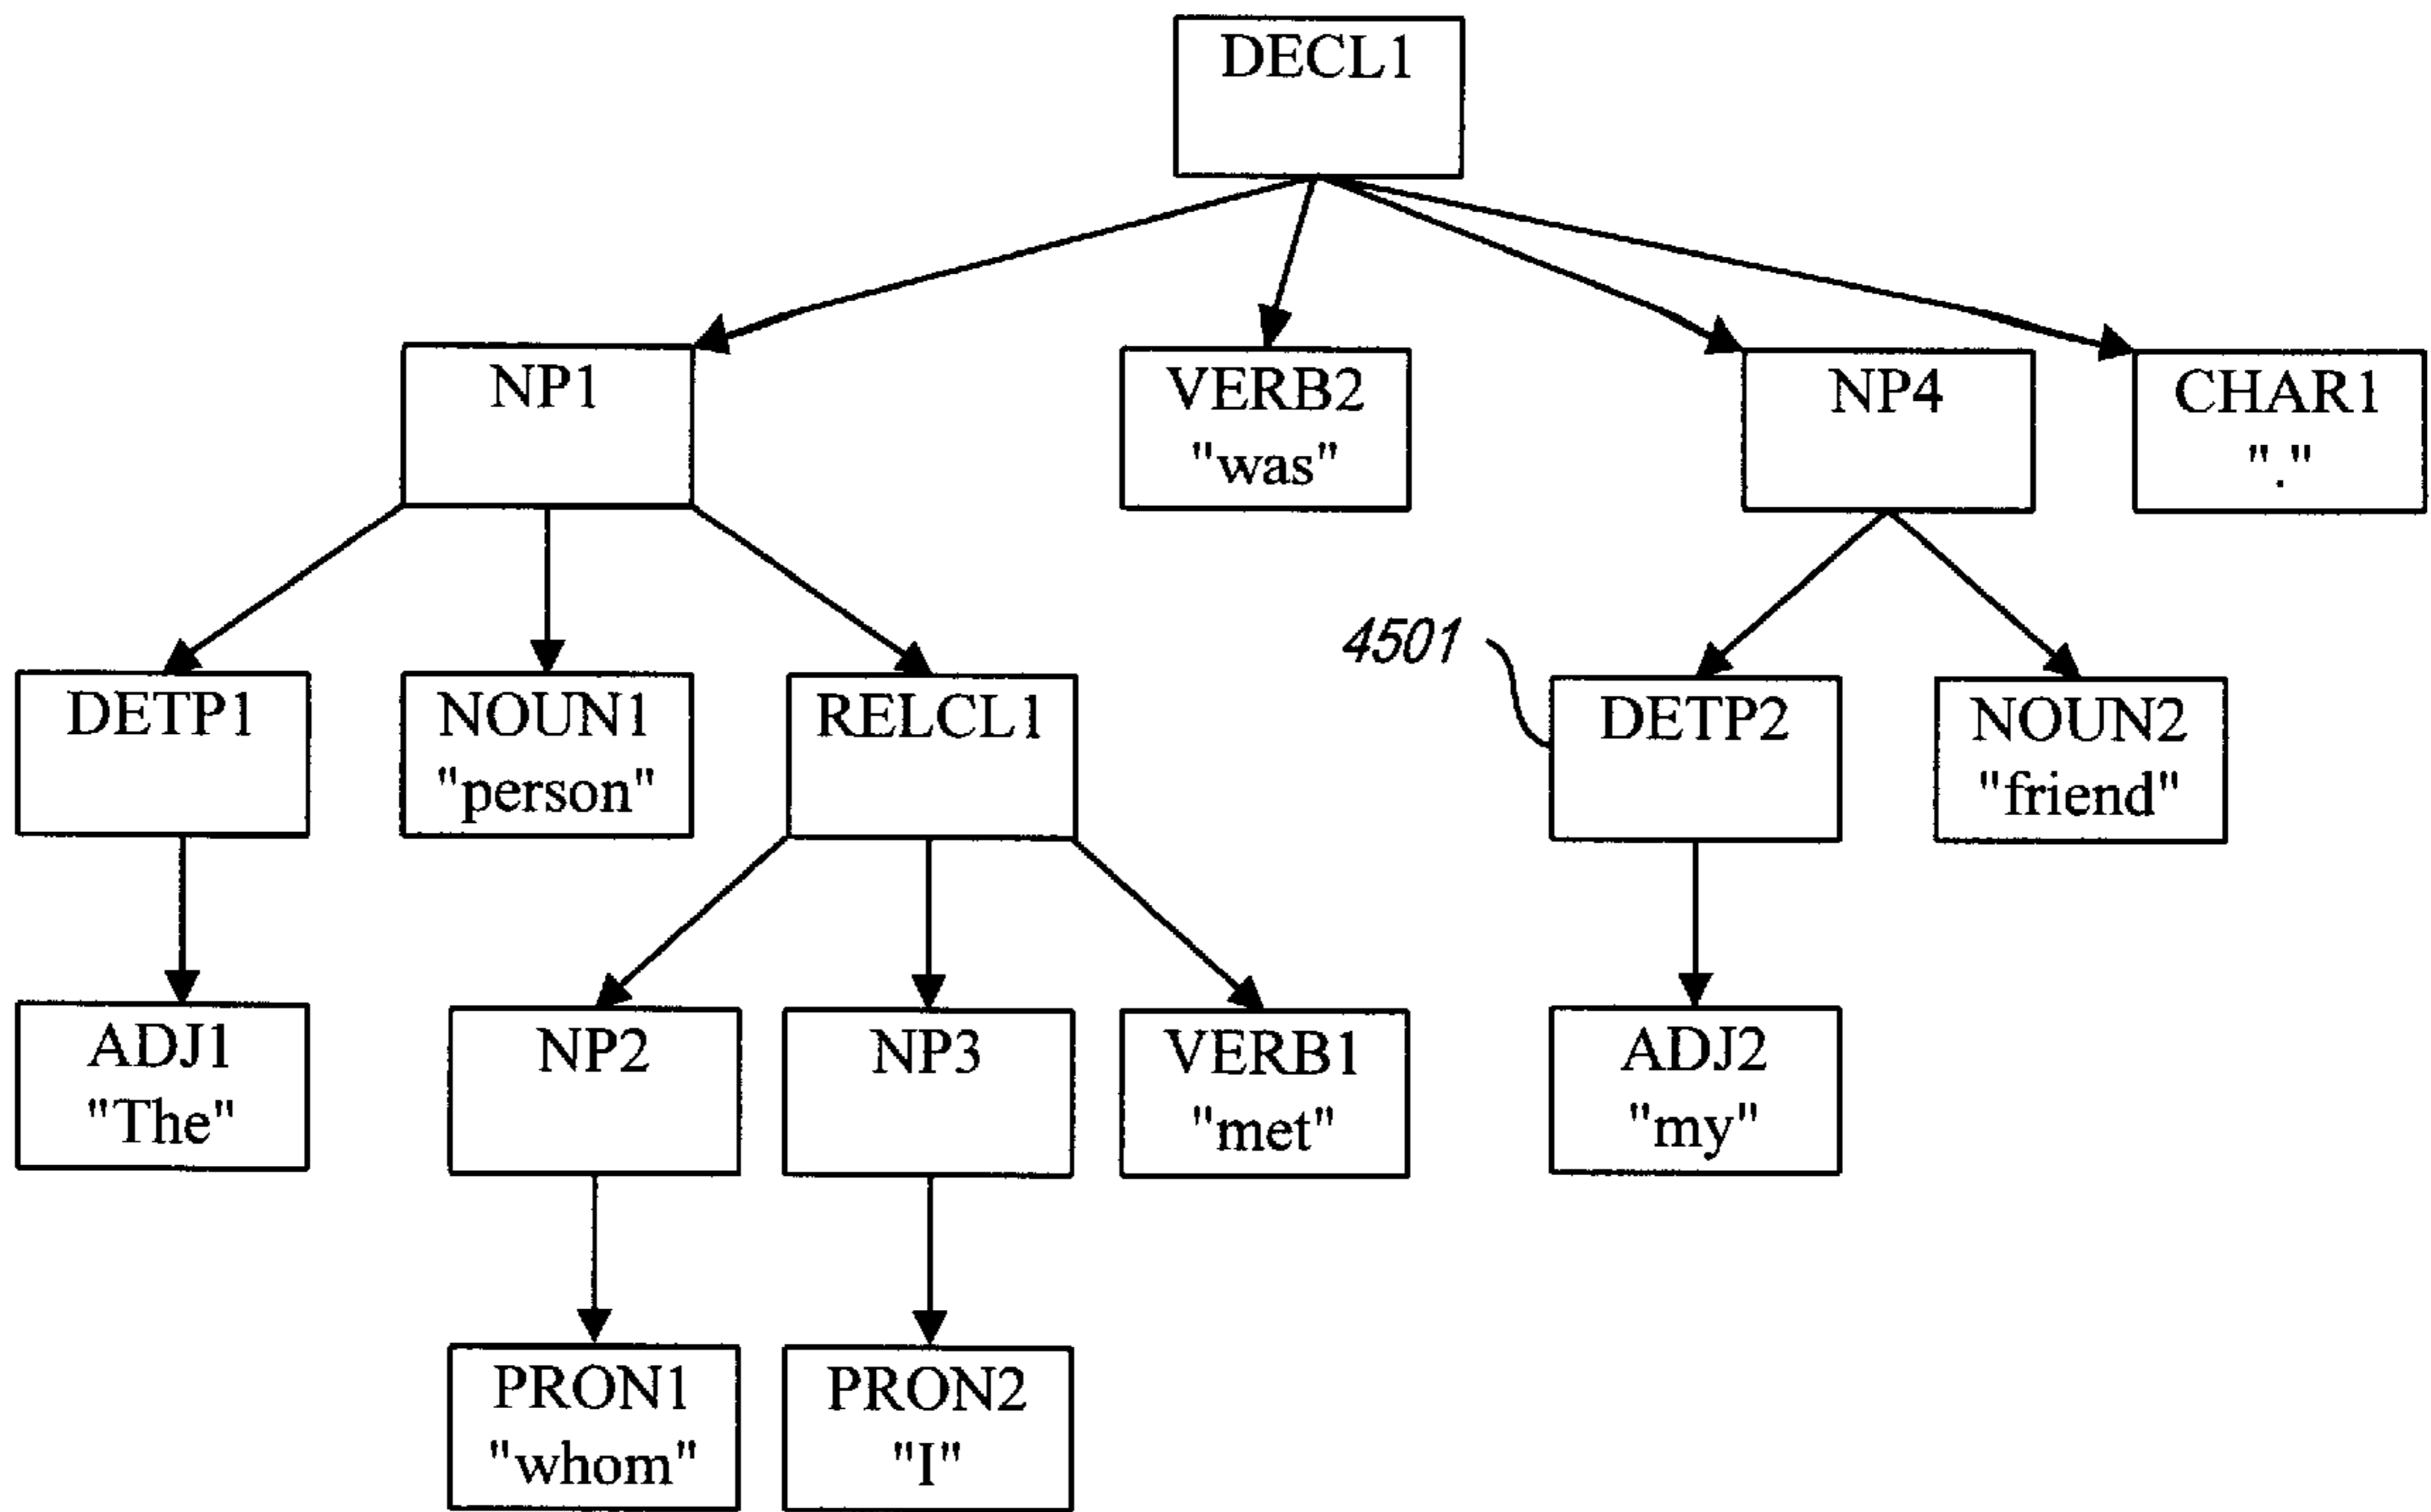 DECL1
NP1
VERB2
"was"
NP4
CHAR1
"."
4501
DETP1
NOUN1
"person"
RELCL1
DETP2
NOUN2
"friend"
ADJ1
"The"
NP2
NP3
VERB1
"met"
ADJ2
"my"
PRON1
"whom"
PRON2
"I"